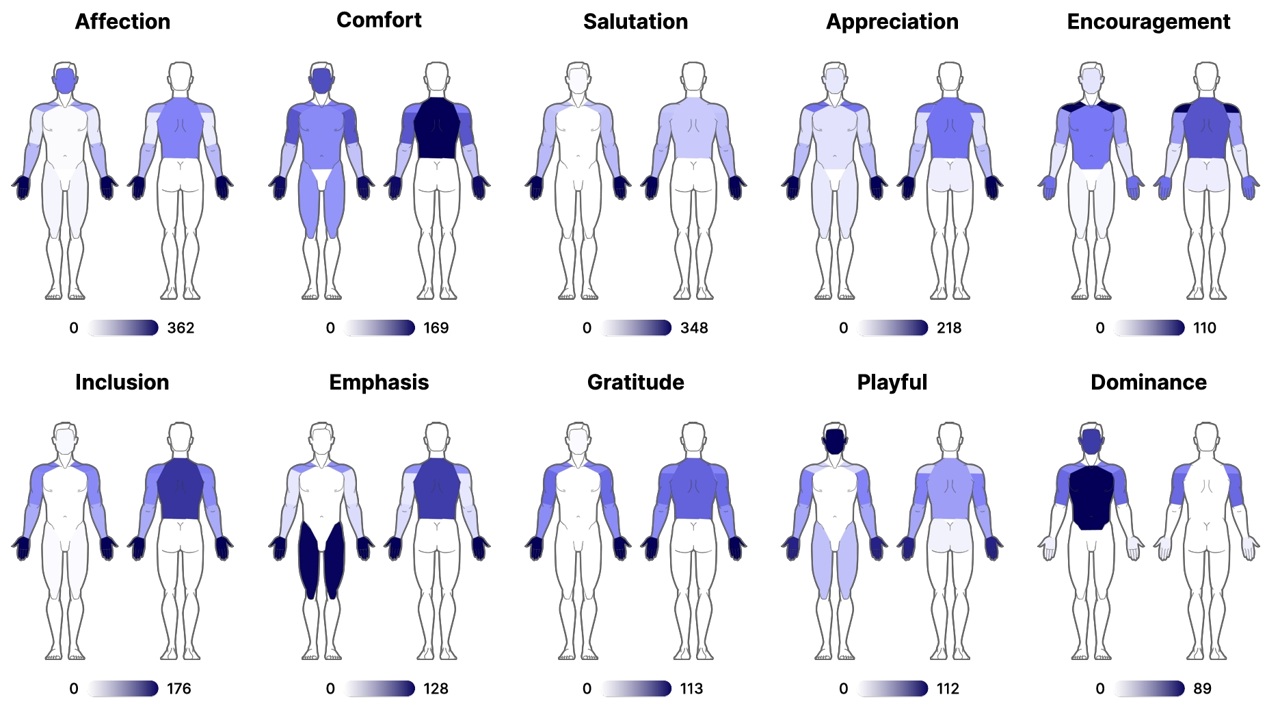 Affection Comfort Salutation Appreciation Encouragement
0 362 0 169 0 348 0 218 0 110
Inclusion Emphasis Gratitude Playful Dominance
0 176 0 128 0 113 0 112 0 89